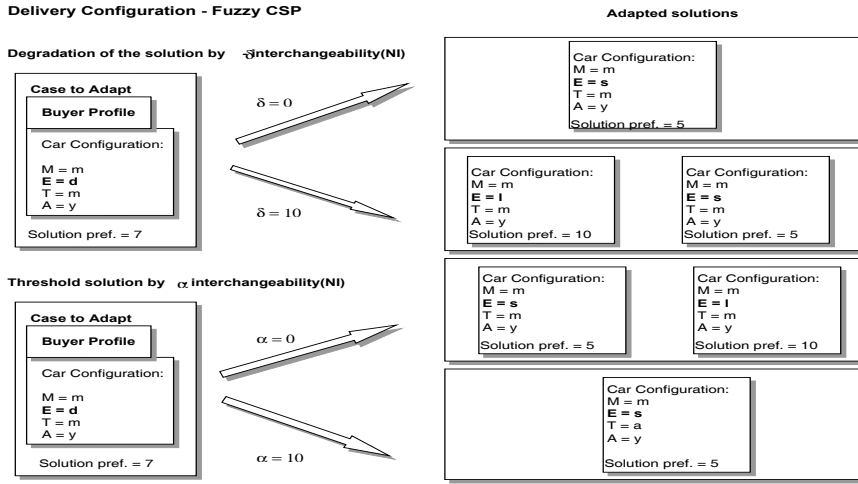 Delivery Configuration - Fuzzy CSP
Adapted solutions
Degradation of the solution by δinterchangeability(NI)
Case to Adapt
Buyer Profile
Car Configuration:
M = m
E = d
T = m
A = y
Solution pref. = 7
δ = 0
δ = 10
Car Configuration:
M = m
E = s
T = m
A = y
Solution pref. = 5
Car Configuration:
M = m
E = l
T = m
A = y
Solution pref. = 10
Car Configuration:
M = m
E = s
T = m
A = y
Solution pref. = 5
Threshold solution by α interchangeability(NI)
Case to Adapt
Buyer Profile
Car Configuration:
M = m
E = d
T = m
A = y
Solution pref. = 7
α = 0
α = 10
Car Configuration:
M = m
E = s
T = m
A = y
Solution pref. = 5
Car Configuration:
M = m
E = l
T = m
A = y
Solution pref. = 10
Car Configuration:
M = m
E = s
T = a
A = y
Solution pref. = 5